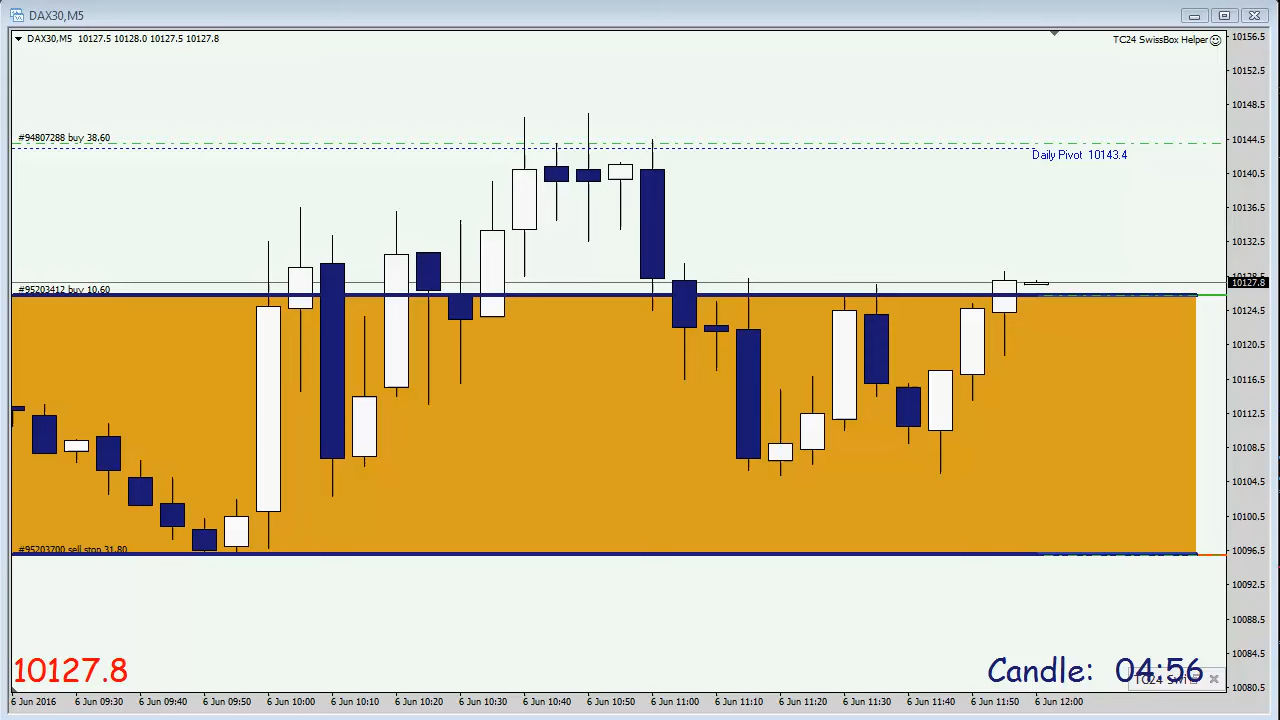 DAX30,M5
DAX30,M5 10127.5 10128.0 10127.5 10127.8
TC24 SwissBox Helper
10156.5
10152.5
10148.5
#94807288 buy 38.60
10144.5
Daily Pivot 10143.4
10140.5
10136.5
10132.5
10127.8
#95203412 buy 10.60
10124.5
10120.5
10116.5
10112.5
10108.5
10104.5
10100.5
#95203700 sell stop 31.80
10096.5
10092.5
10088.5
10084.5
10080.5
10127.8
Candle: 04:56
6 Jun 2016
6 Jun 09:30
6 Jun 09:40
6 Jun 09:50
6 Jun 10:00
6 Jun 10:10
6 Jun 10:20
6 Jun 10:30
6 Jun 10:40
6 Jun 10:50
6 Jun 11:00
6 Jun 11:10
6 Jun 11:20
6 Jun 11:30
6 Jun 11:40
6 Jun 11:50
6 Jun 12:00